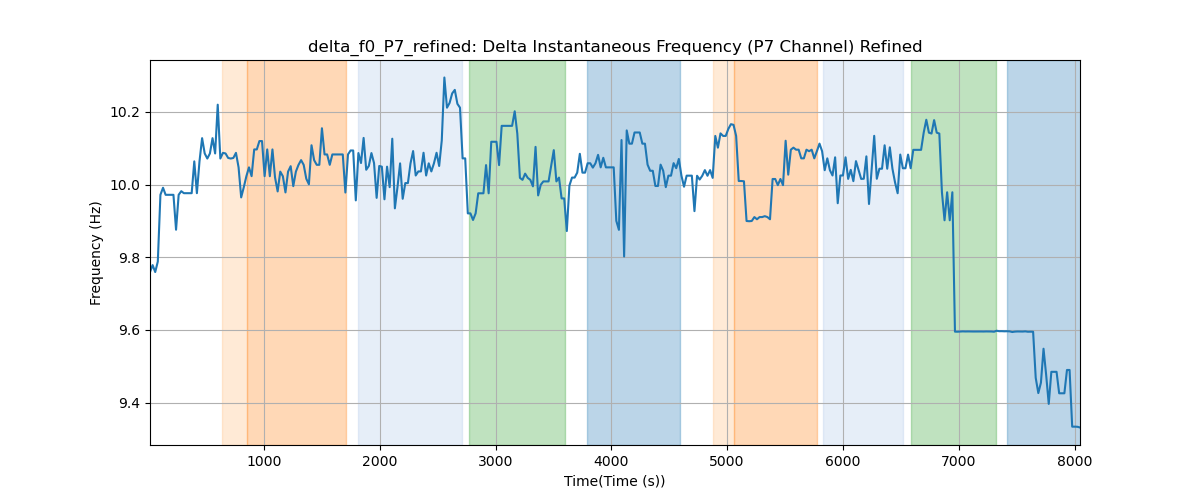 delta_f0_P7_refined: Delta Instantaneous Frequency (P7 Channel) Refined
Frequency (Hz)
10.2
10.0
9.8
9.6
9.4
1000 2000 3000 4000 5000 6000 7000 8000
Time(Time (s))